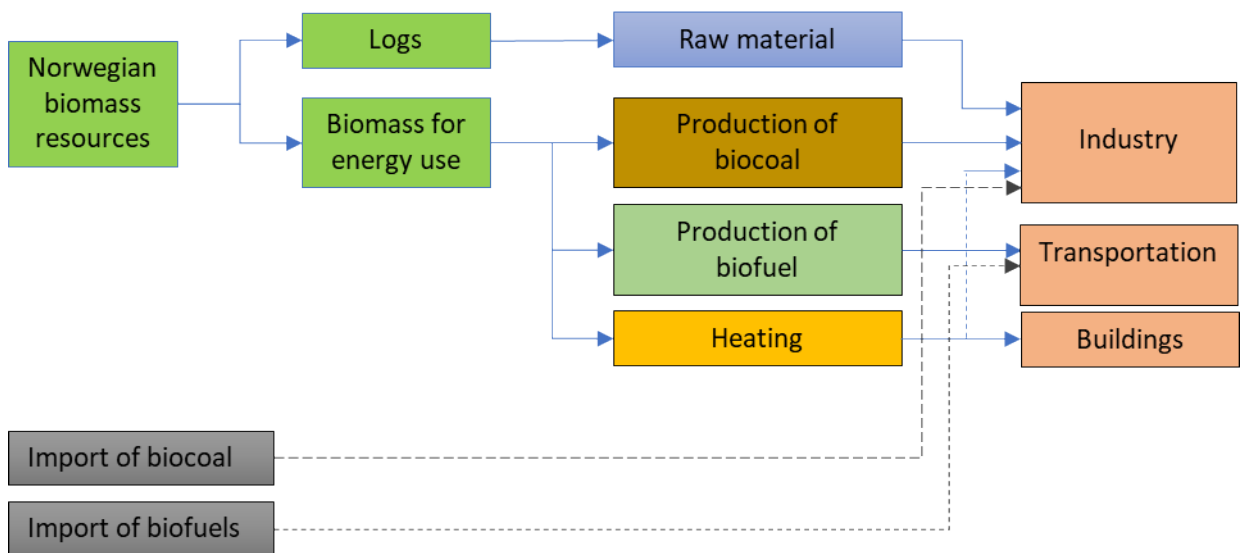 Norwegian
biomass
resources
Logs
Biomass for
energy use
Raw material
Production of
biocoal
Production of
biofuel
Heating
Industry
Transportation
Buildings
Import of biocoal
Import of biofuels